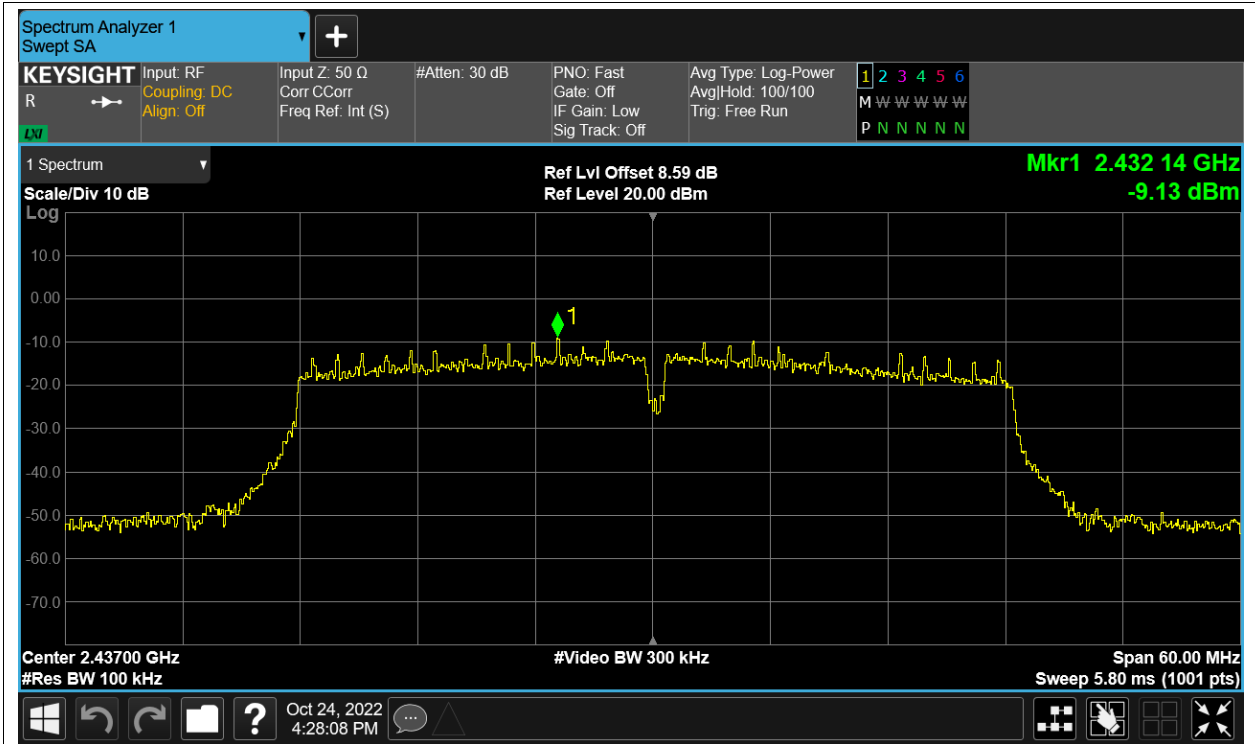 Spectrum Analyzer 1
Swept SA
+
KEYSIGHT
R
LXI
Input: RF
Coupling: DC
Align: Off
Input Z: 50 Ω
Corr CCorr
Freq Ref: Int (S)
#Atten: 30 dB
PNO: Fast
Gate: Off
IF Gain: Low
Sig Track: Off
Avg Type: Log-Power
Avg|Hold: 100/100
Trig: Free Run
1 2 3 4 5 6
M W W W W W
P N N N N N
1 Spectrum
Scale/Div 10 dB
Log
Ref Lvl Offset 8.59 dB
Ref Level 20.00 dBm
Mkr1 2.432 14 GHz
-9.13 dBm
10.0
0.00
-10.0
-20.0
-30.0
-40.0
-50.0
-60.0
-70.0
1
Center 2.43700 GHz
#Res BW 100 kHz
#Video BW 300 kHz
Span 60.00 MHz
Sweep 5.80 ms (1001 pts)
?
Oct 24, 2022
4:28:08 PM